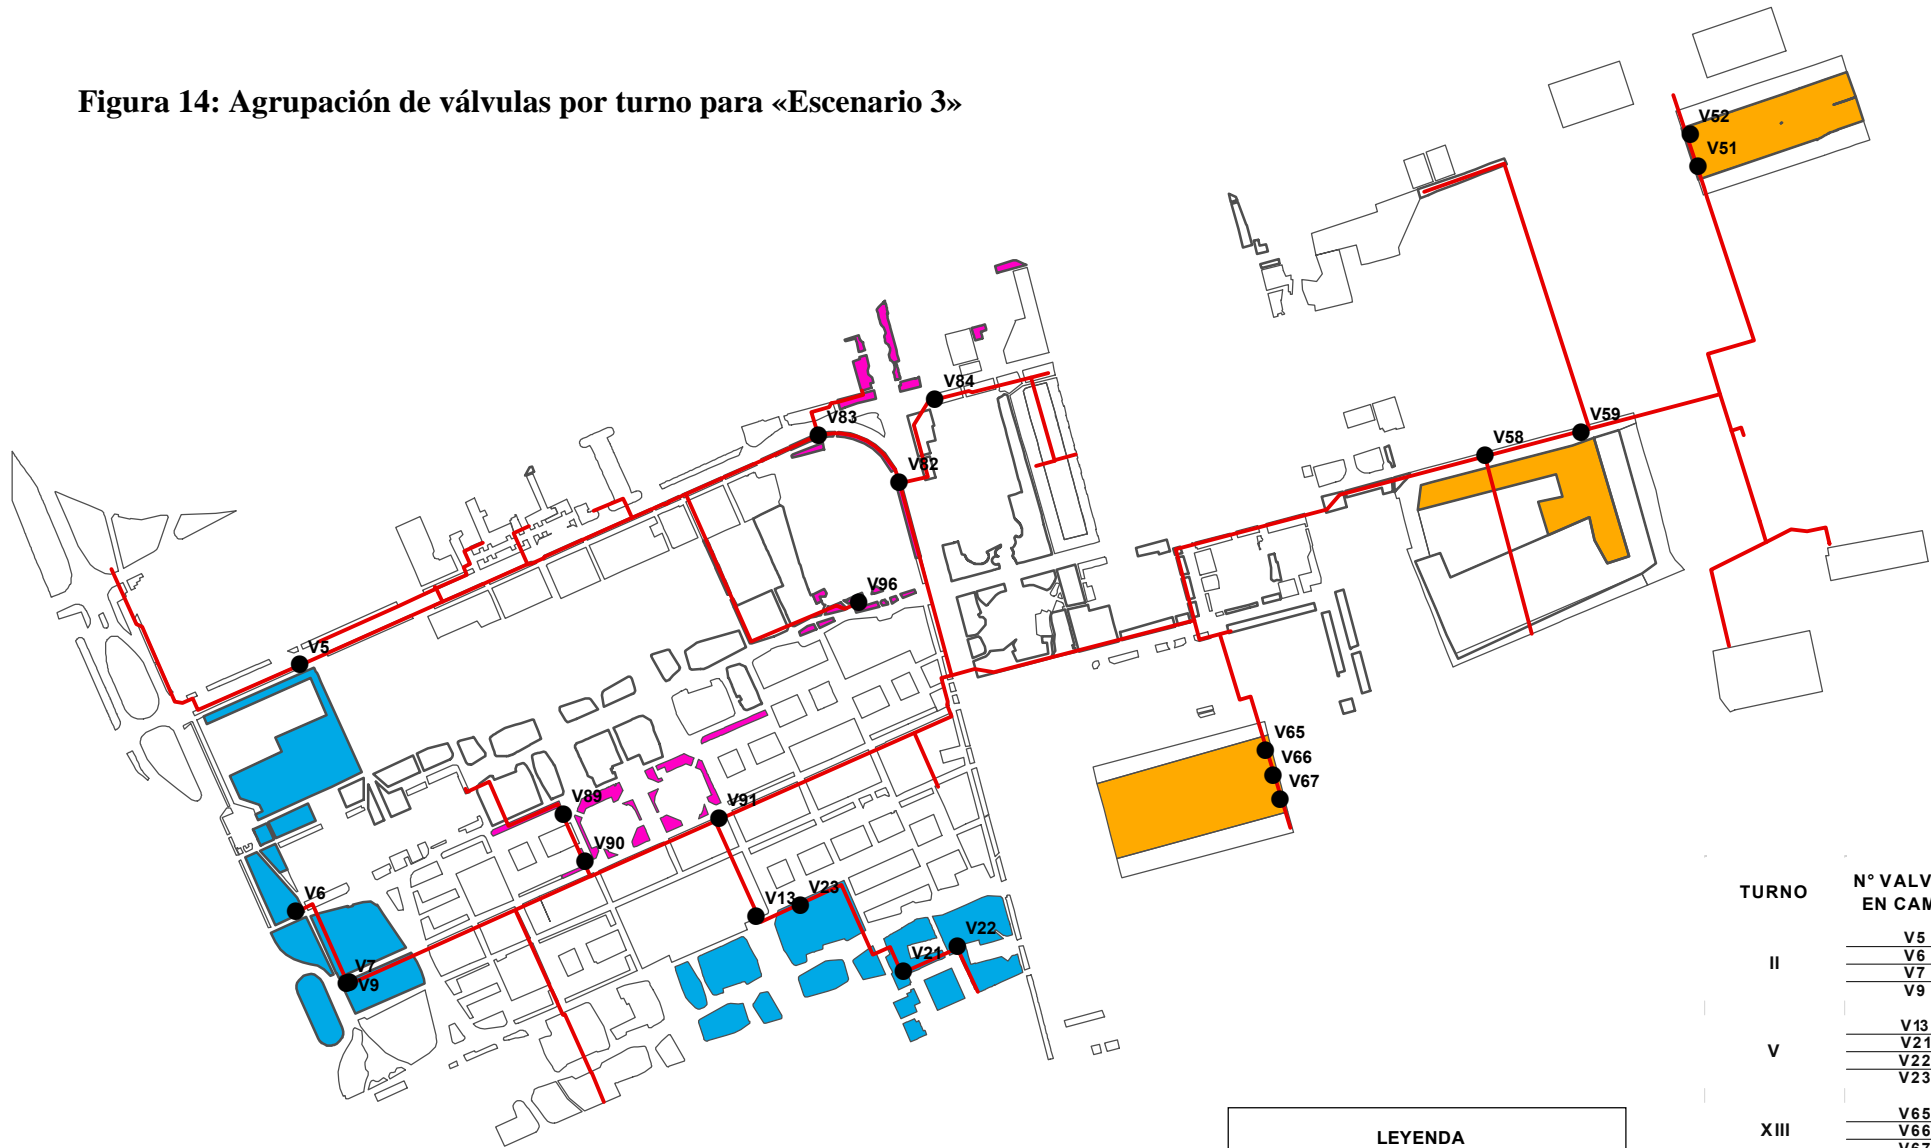 Figura 14: Agrupación de válvulas por turno para «Escenario 3»
V52
V51
V84
V83
V59
V58
V82
V96
V5
V65
V66
V67
V89
V91
V90
V6
V13
V23
V22
V21
V7
V9
TURNO
N° VALV
EN CAM
II
V5
V6
V7
V9
V
V13
V21
V22
V23
XIII
V65
V66
V67
LEYENDA